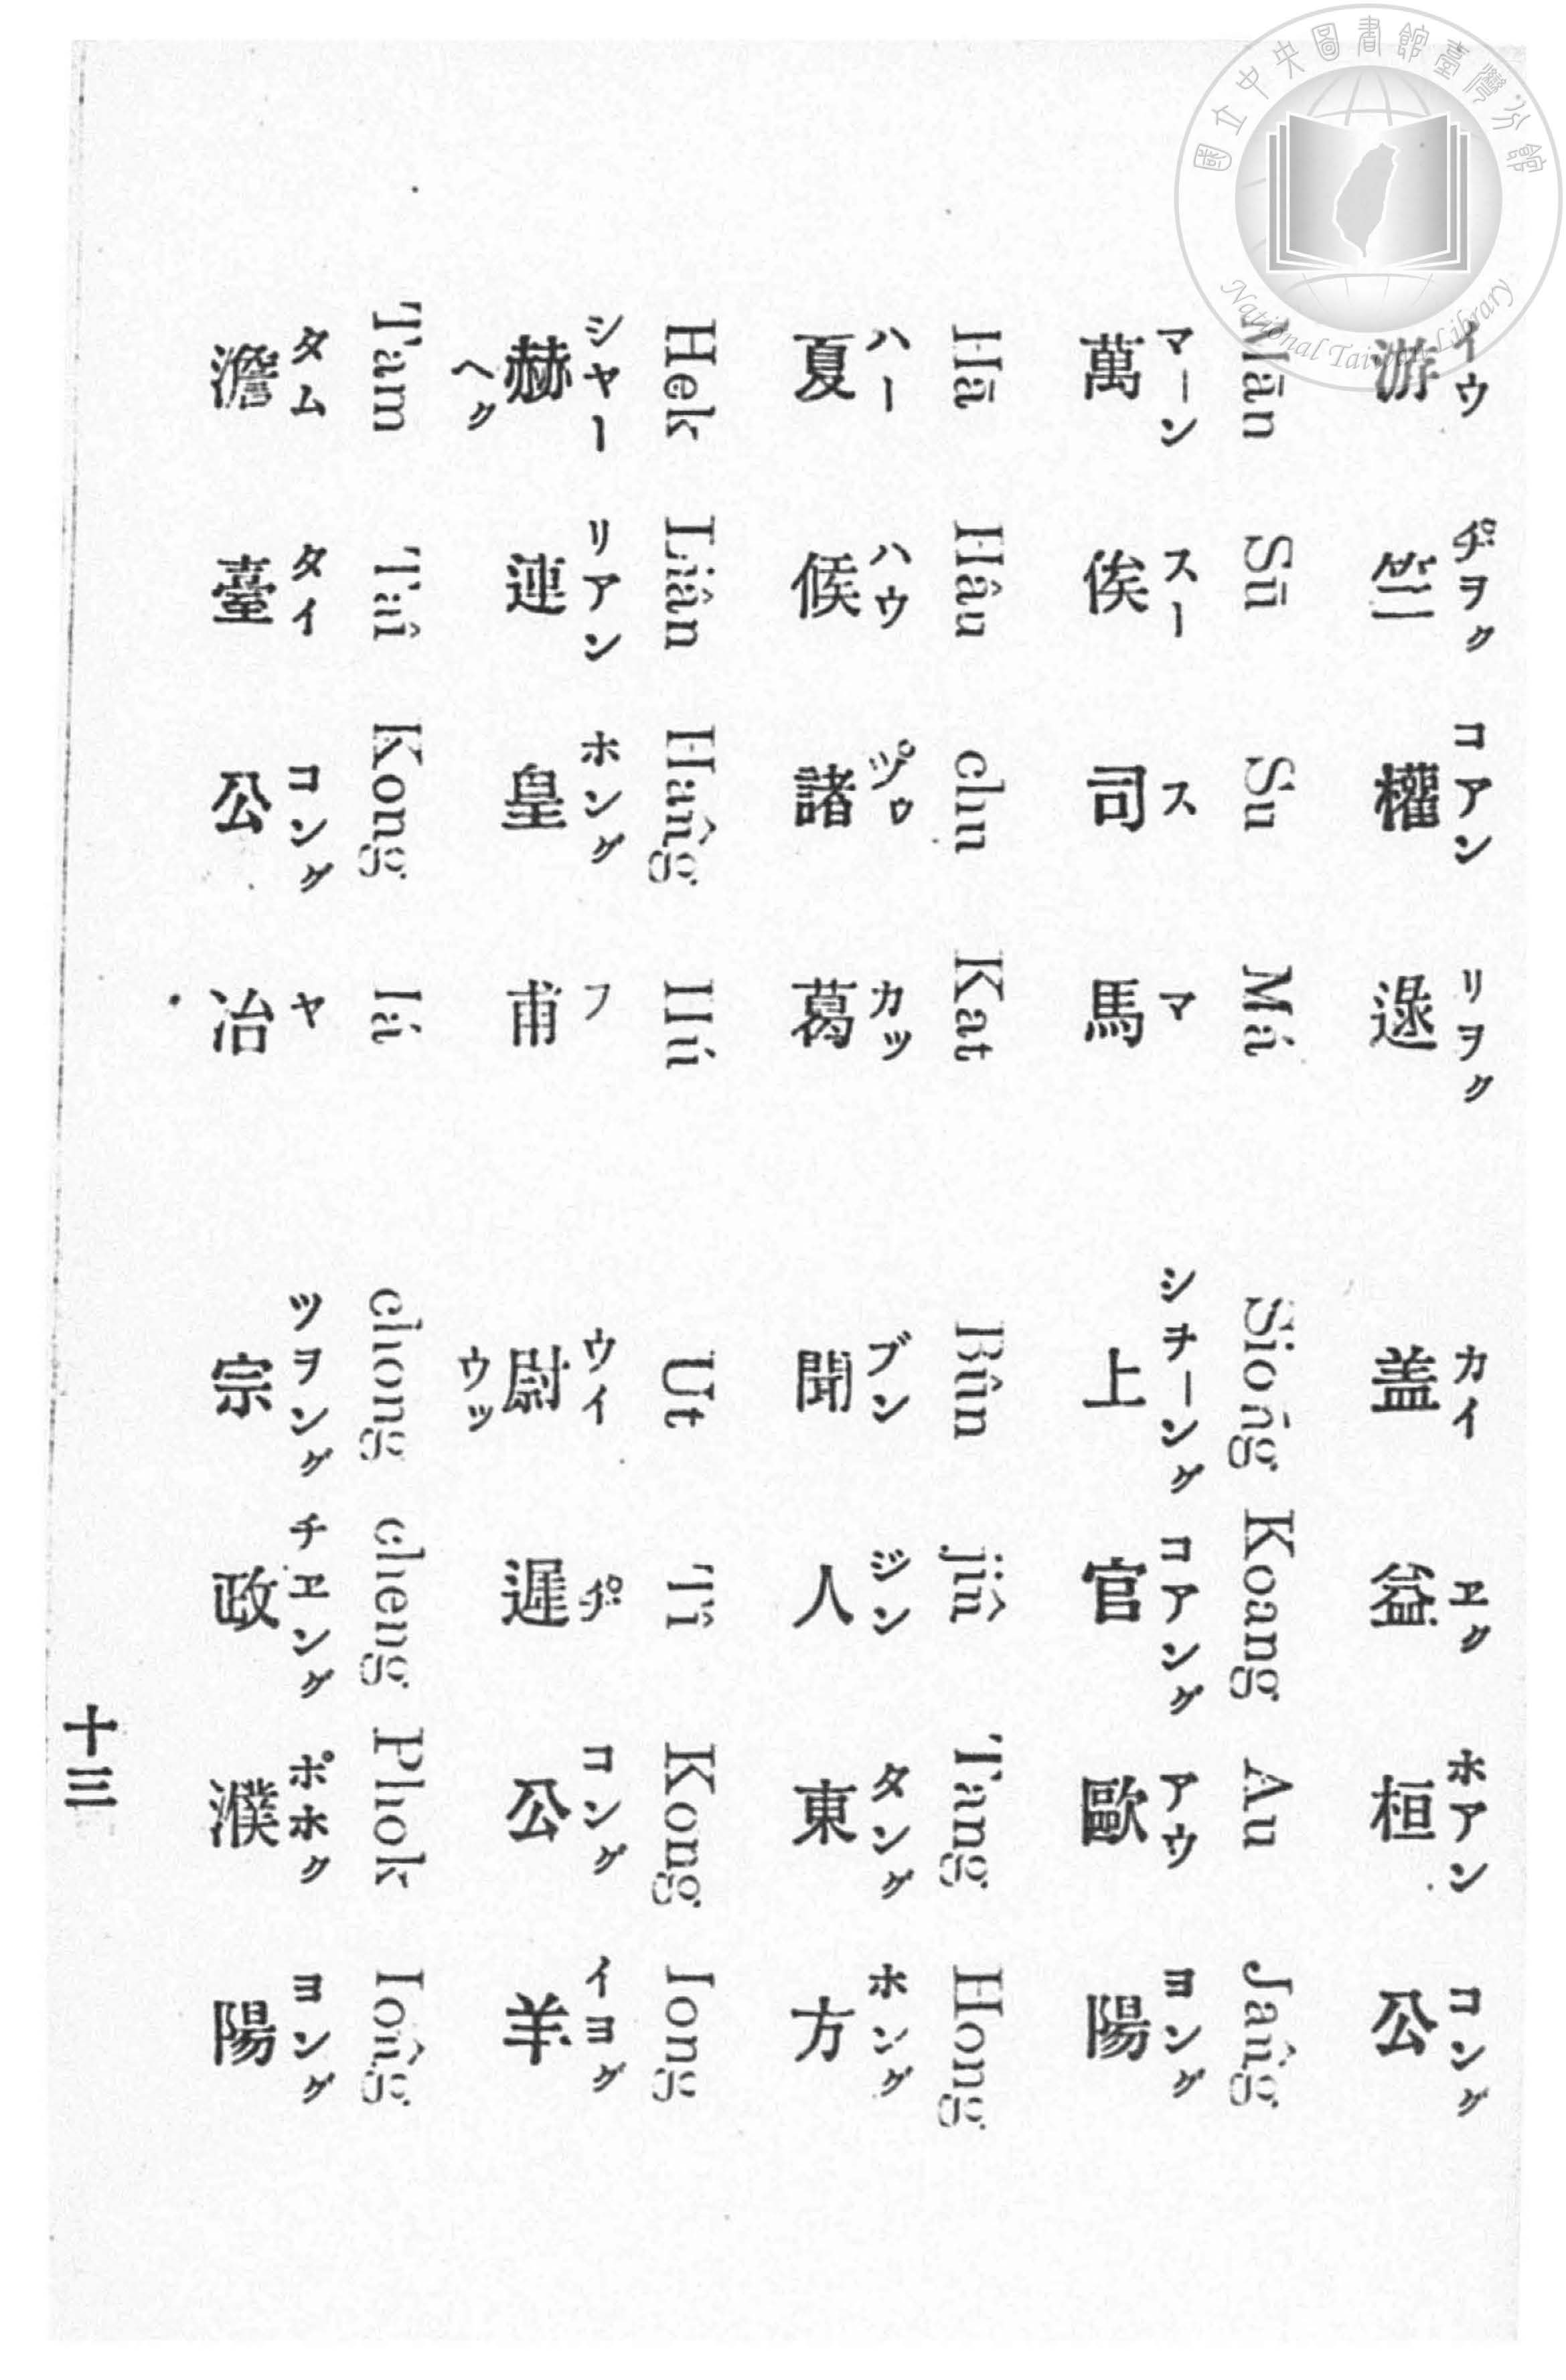 國立中央圖書館臺灣分館
National Taiwan Library
イウ ヂヲク コアン リヲク カイ ヱク ホアン コング
游 竺 權 逯 盖 益 桓 公
Mān Sū Su Má Siōng Koang Au Jang̑
マーン スー ス マ シチーング コアング アウ ヨング
萬 俟 司 馬 上 官 歐 陽
Hā Hâu chu Kat Bûn jîn Tang Hong
ハー ハウ ヅロ カッ ブン ジン タング ホング
夏 候 諸 葛 聞 人 東 方
Hek Liân Hang̑ Hú Ut Tî Kong Iong
シヤー リアン ホング フ ウイ チ゚ コング イヨグ
赫 連 皇 甫 尉 遲 公 羊
ヘク ウッ
Tam Tâi Kong Iá chong cheng Phok Iong̑
タム タイ コング ヤ ツヲング チヱング ポホク ヨング
澹 臺 公 冶 宗 政 濮 陽
十三